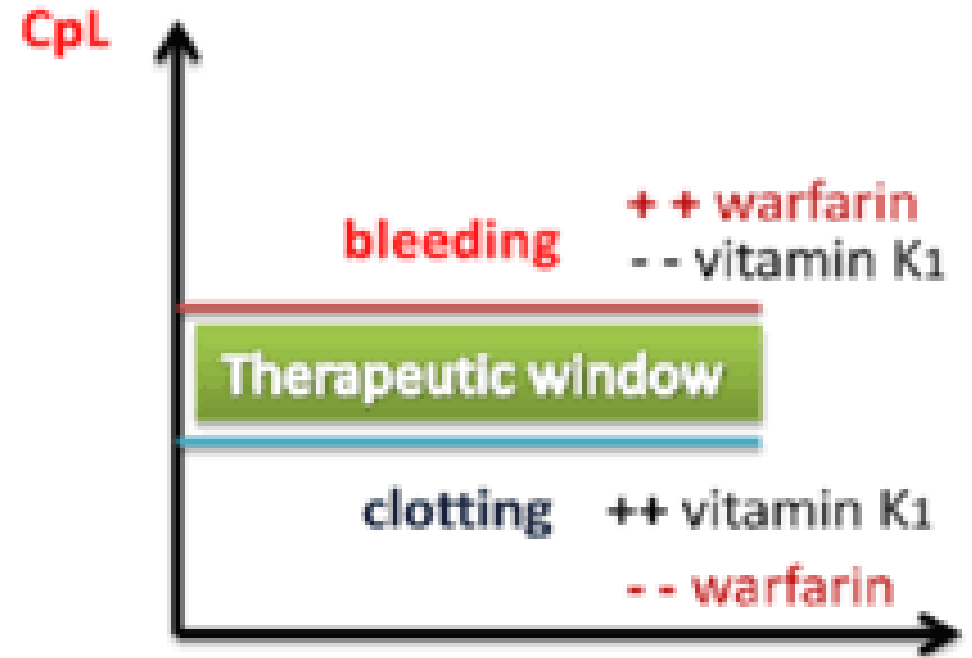 CpL
++ warfarin
bleeding
-- vitamin K1
Therapeutic window
clotting ++ vitamin K1
-- warfarin